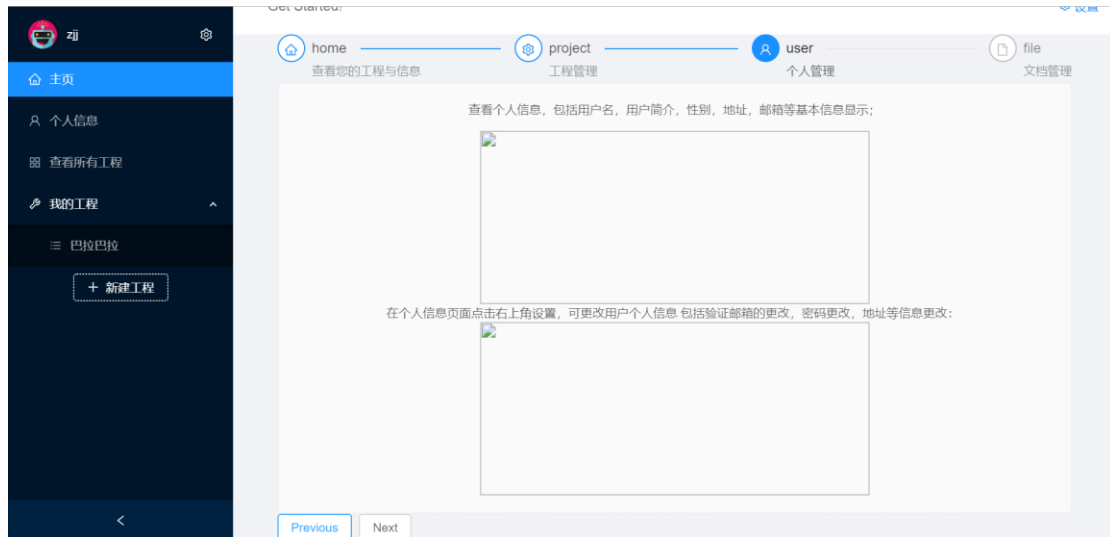 Get Started!
设置
zjj
主页
个人信息
查看所有工程
我的工程
巴拉巴拉
+ 新建工程
home
查看您的工程与信息
project
工程管理
user
个人管理
file
文档管理
查看个人信息，包括用户名，用户简介，性别，地址，邮箱等基本信息显示；
在个人信息页面点击右上角设置，可更改用户个人信息 包括验证邮箱的更改，密码更改，地址等信息更改：
Previous
Next